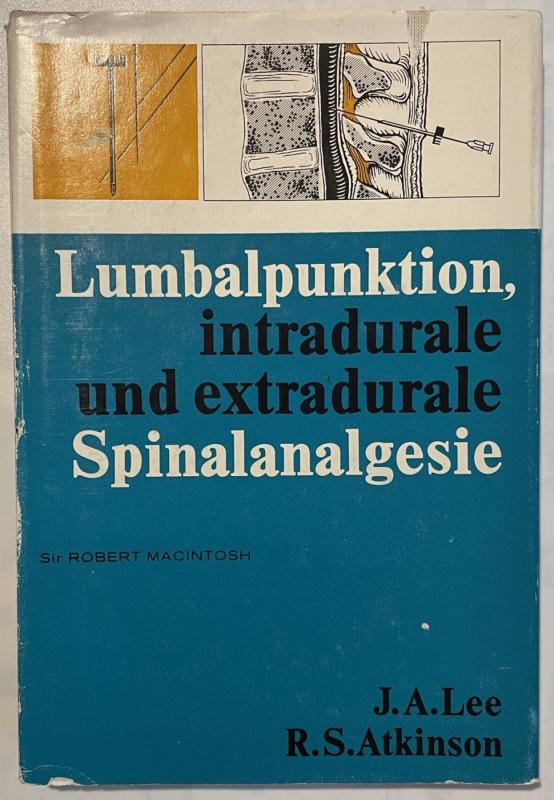 Lumbalpunktion,
intradurale
und extradurale
Spinalanalgesie
Sir ROBERT MACINTOSH
J.A.Lee
R.S.Atkinson